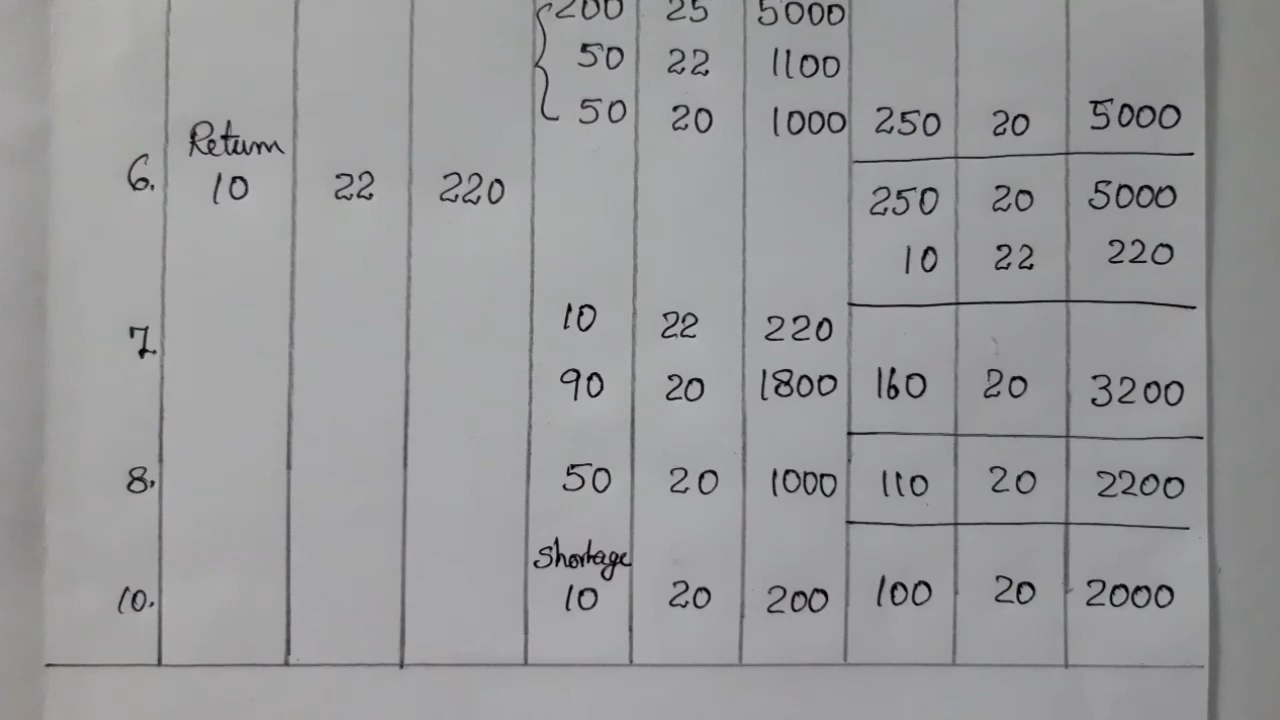 200 25 5000
50 22 1100
50 20 1000 250 20 5000
Return
6. 10 22 220 250 20 5000
10 22 220
7. 10 22 220
90 20 1800 160 20 3200
8. 50 20 1000 110 20 2200
Shortage
10. 10 20 200 100 20 2000